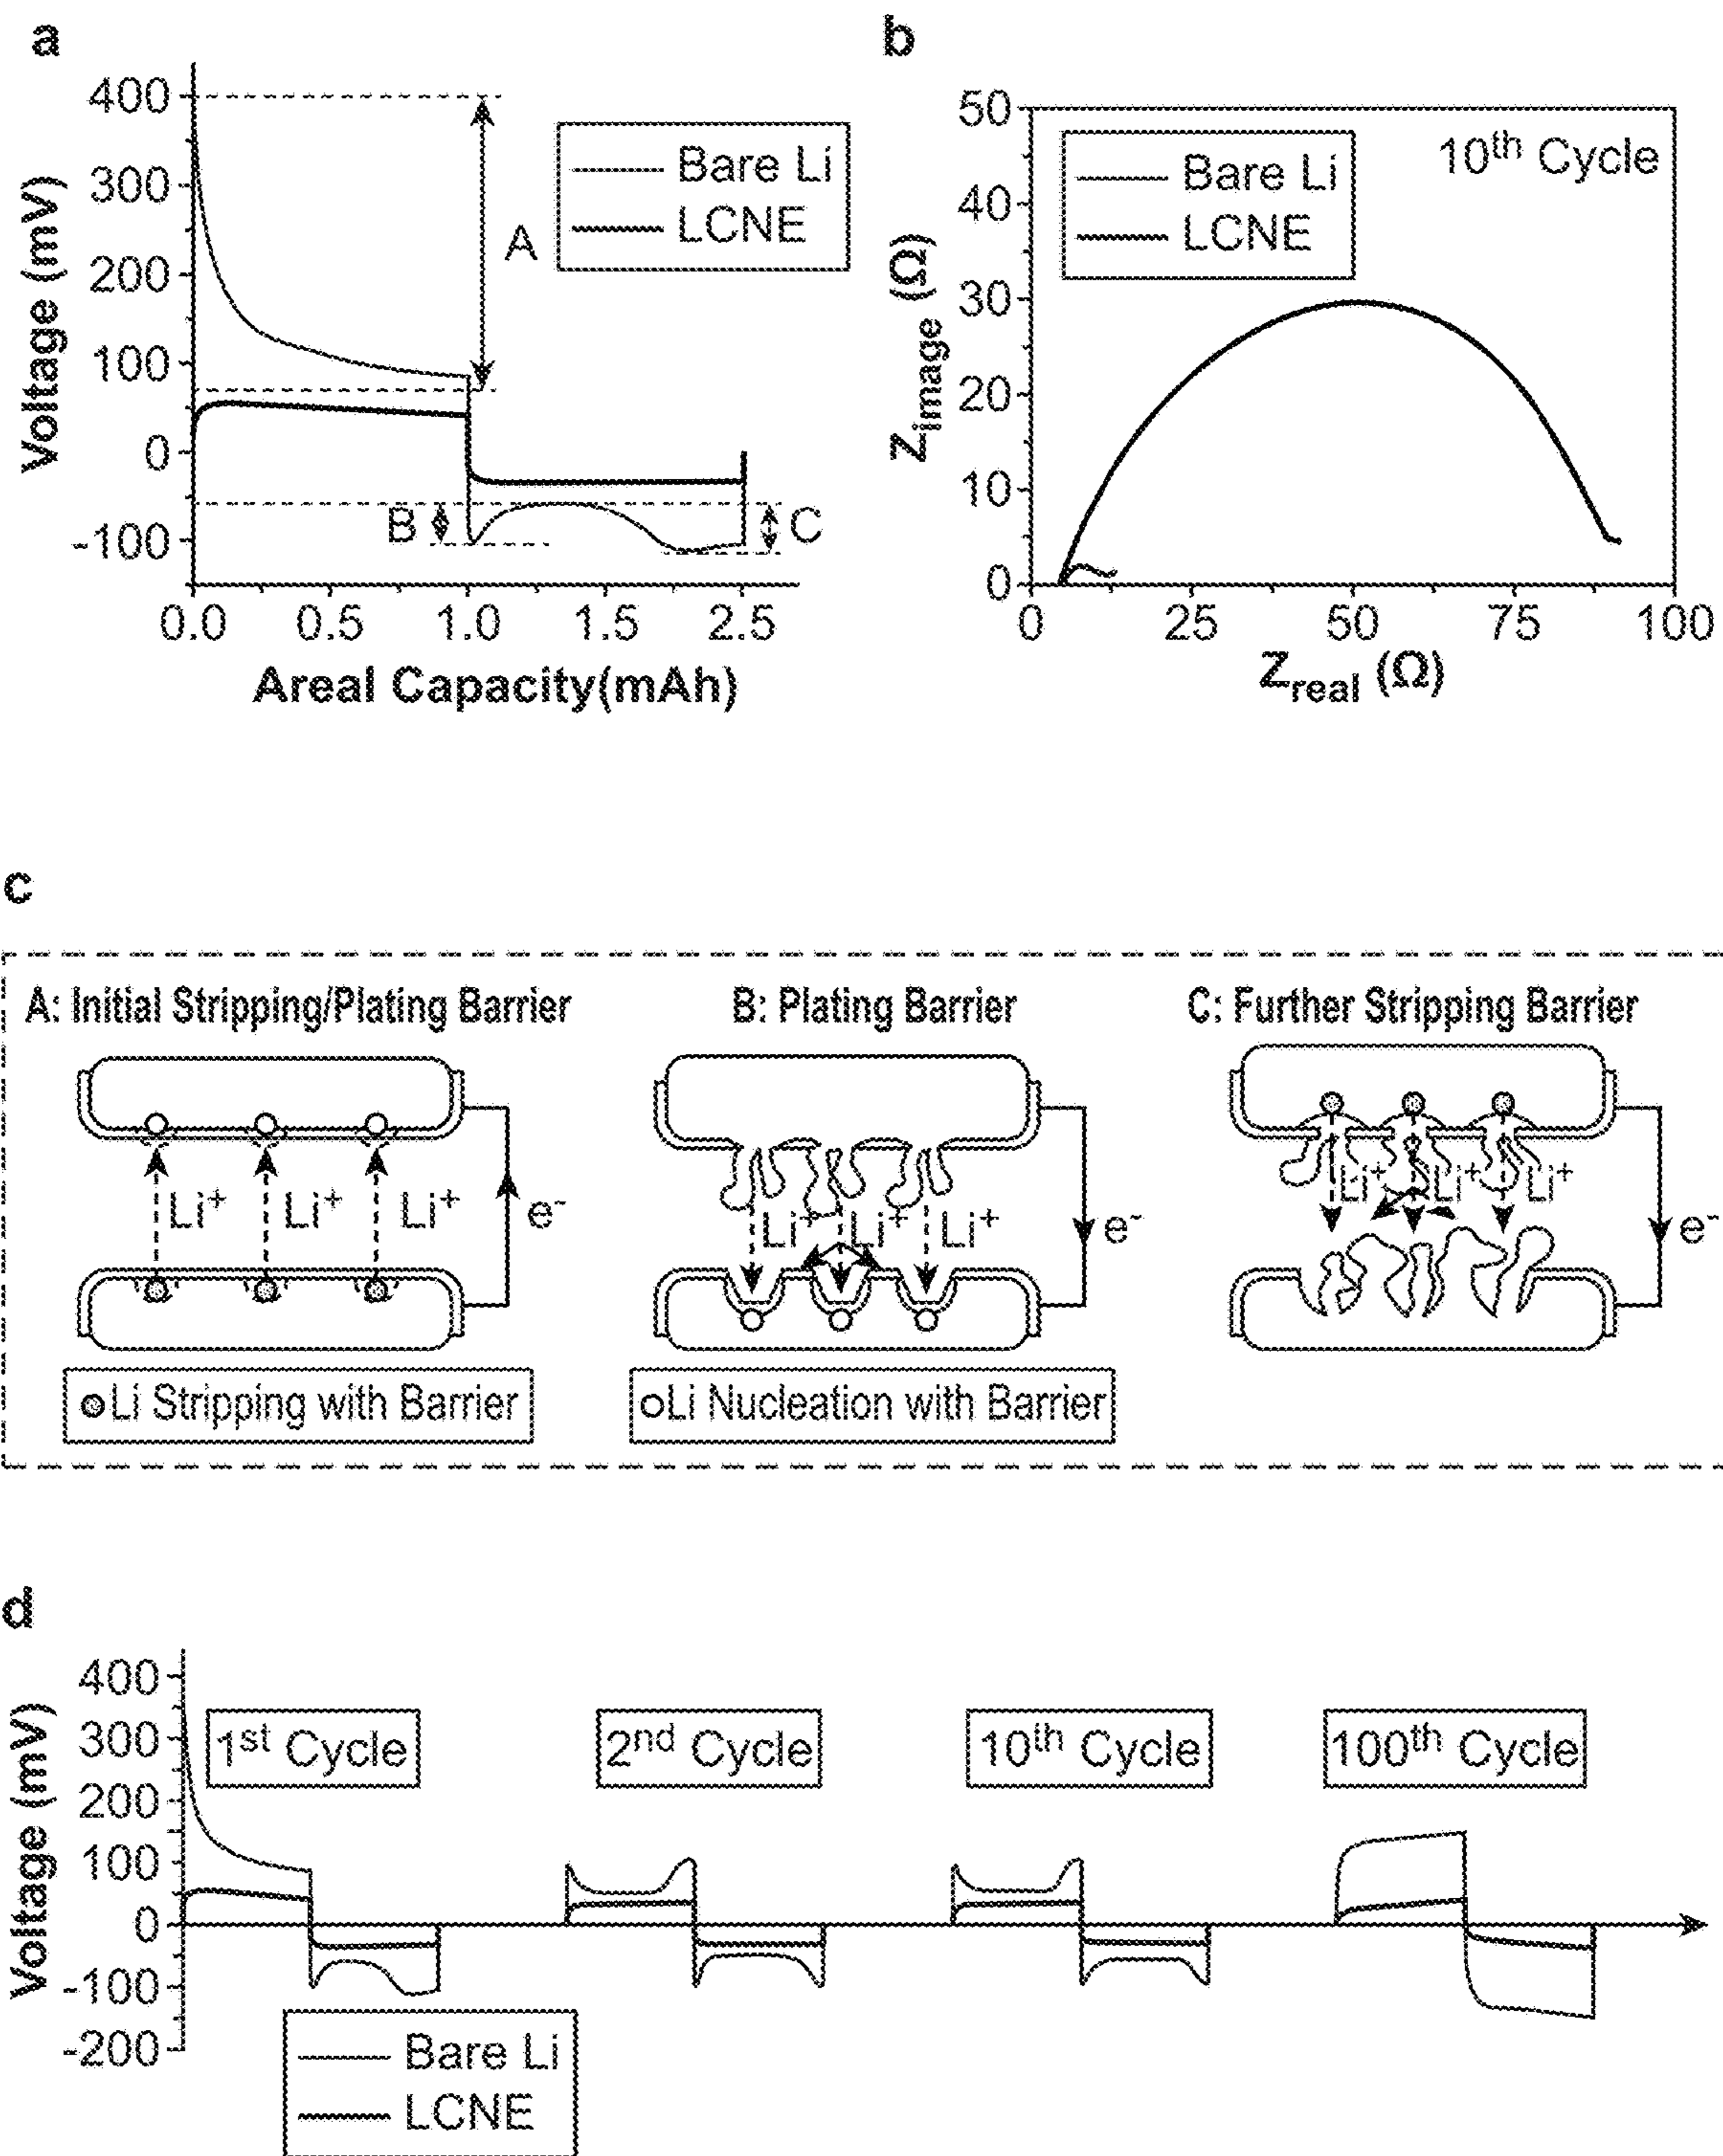 a
400
300
200
100
0
-100
Voltage (mV)
Bare Li
LCNE
A
B
C
0.0 0.5 1.0 1.5 2.5
Areal Capacity(mAh)
b
50
40
30
20
10
0
Zimage (Ω)
Bare Li
LCNE
10th Cycle
0 25 50 75 100
Zreal (Ω)
c
A: Initial Stripping/Plating Barrier
Li+ Li+ Li+ e-
Li Stripping with Barrier
B: Plating Barrier
Li+ Li+ Li+ e-
Li Nucleation with Barrier
C: Further Stripping Barrier
Li+ Li+ Li+ e-
d
400
300
200
100
0
-100
-200
Voltage (mV)
1st Cycle
2nd Cycle
10th Cycle
100th Cycle
Bare Li
LCNE